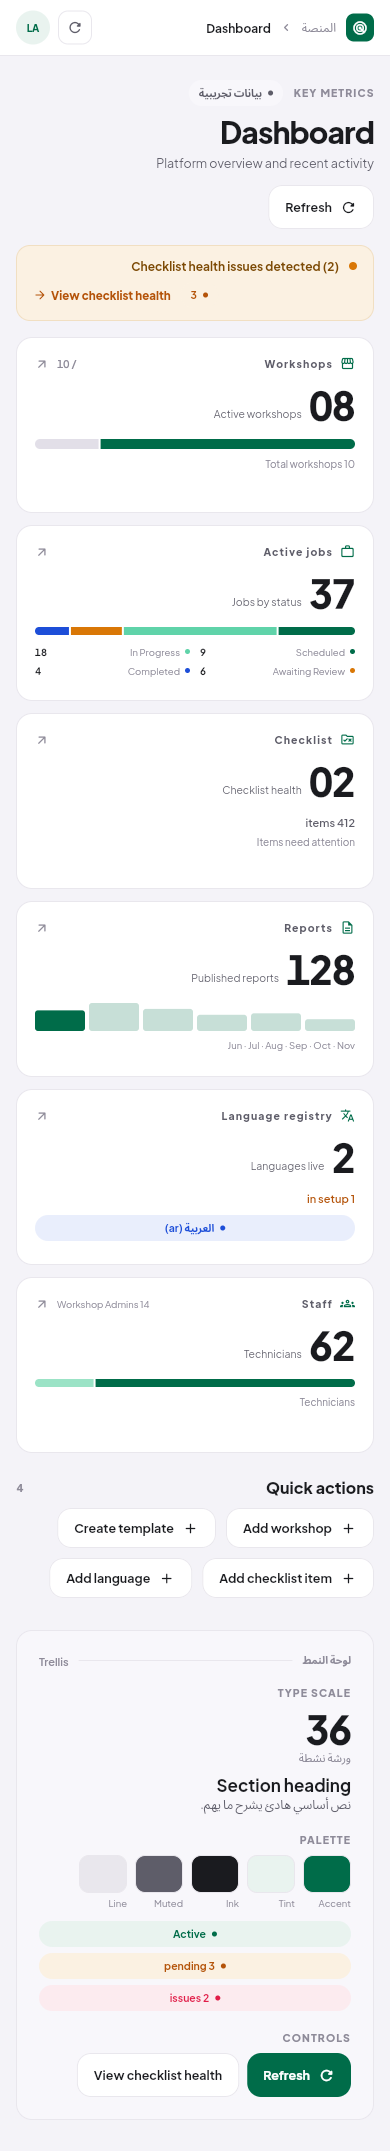 المنصة › Dashboard LA
KEY METRICS • بيانات تجريبية
Dashboard
Platform overview and recent activity
Refresh
Checklist health issues detected (2)
• 3 View checklist health →
Workshops 10 /
08 Active workshops
Total workshops 10
Active jobs
37 Jobs by status
Scheduled 9 In Progress 18
Awaiting Review 6 Completed 4
Checklist
02 Checklist health
items 412
Items need attention
Reports
128 Published reports
Jun · Jul · Aug · Sep · Oct · Nov
Language registry
2 Languages live
in setup 1
• العربية (ar)
Staff Workshop Admins 14
62 Technicians
Technicians
Quick actions 4
+ Add workshop + Create template
+ Add checklist item + Add language
لوحة النمط Trellis
TYPE SCALE
36
ورشة نشطة
Section heading
نص أساسي هادئ يشرح ما يهم.
PALETTE
Accent Tint Ink Muted Line
• Active
• pending 3
• issues 2
CONTROLS
Refresh View checklist health